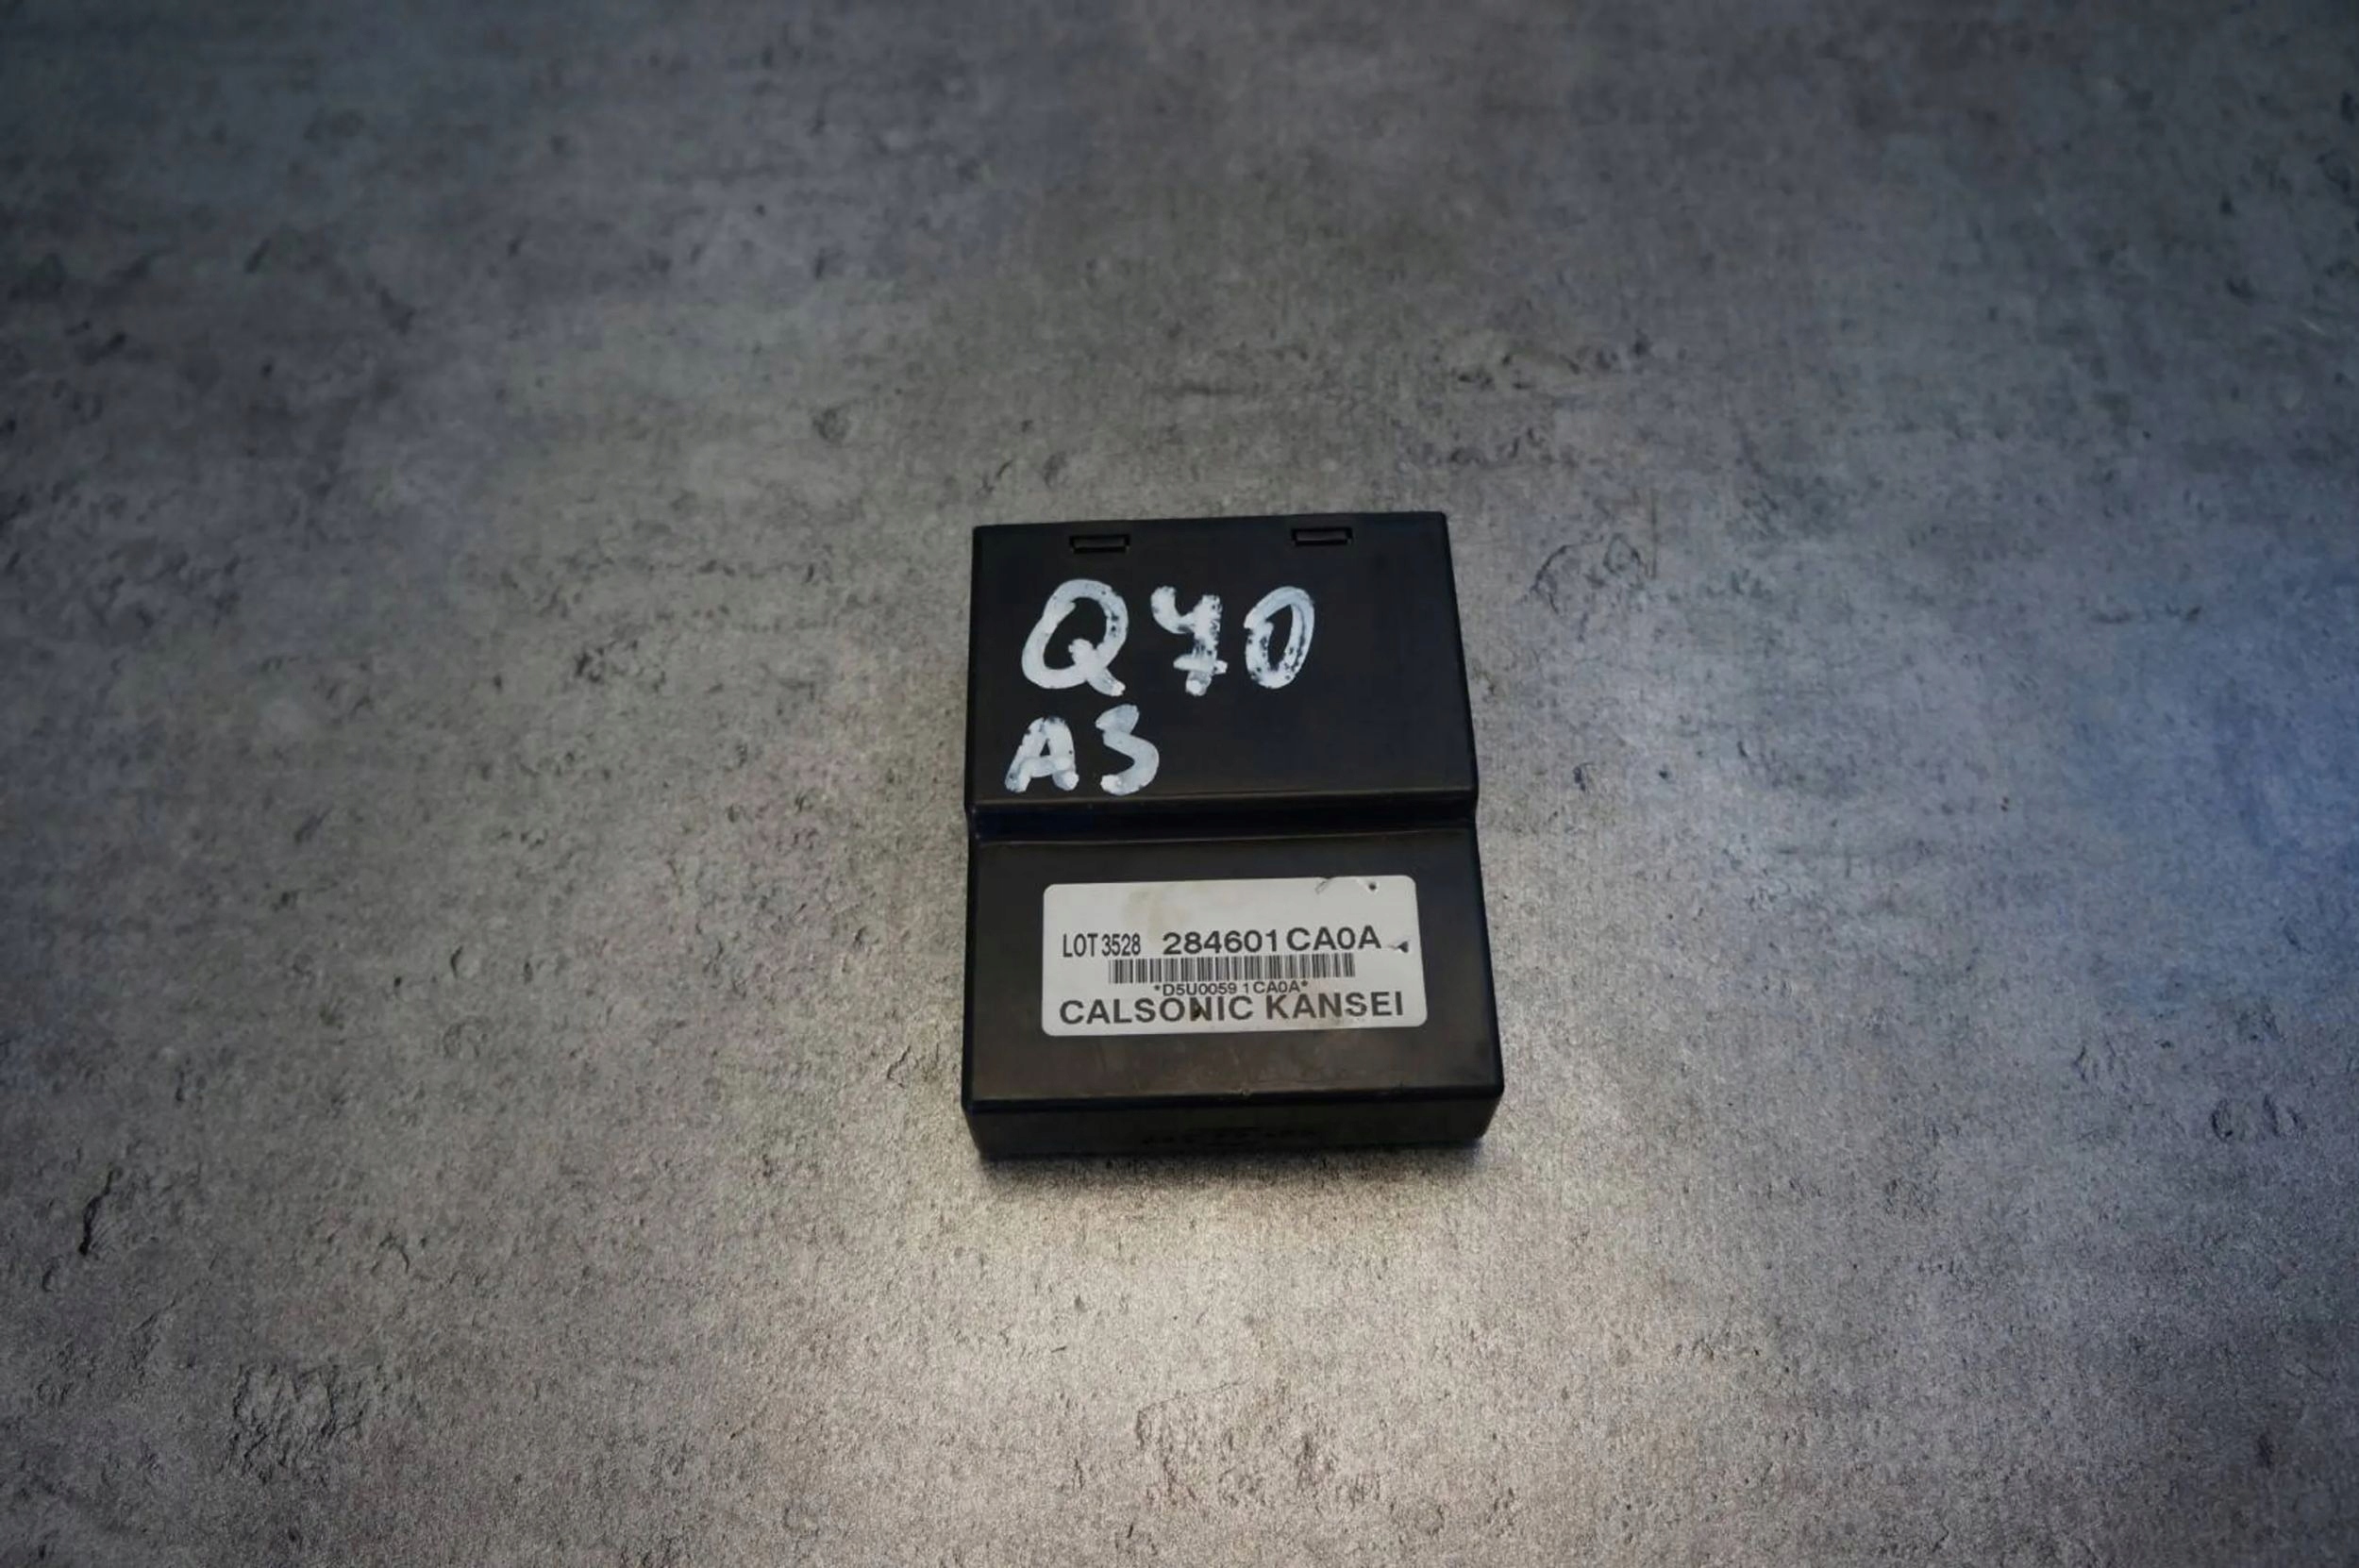 Q70
A3
LOT 3528 284601CA0A
*D5U0059 1CA0A*
CALSONIC KANSEI